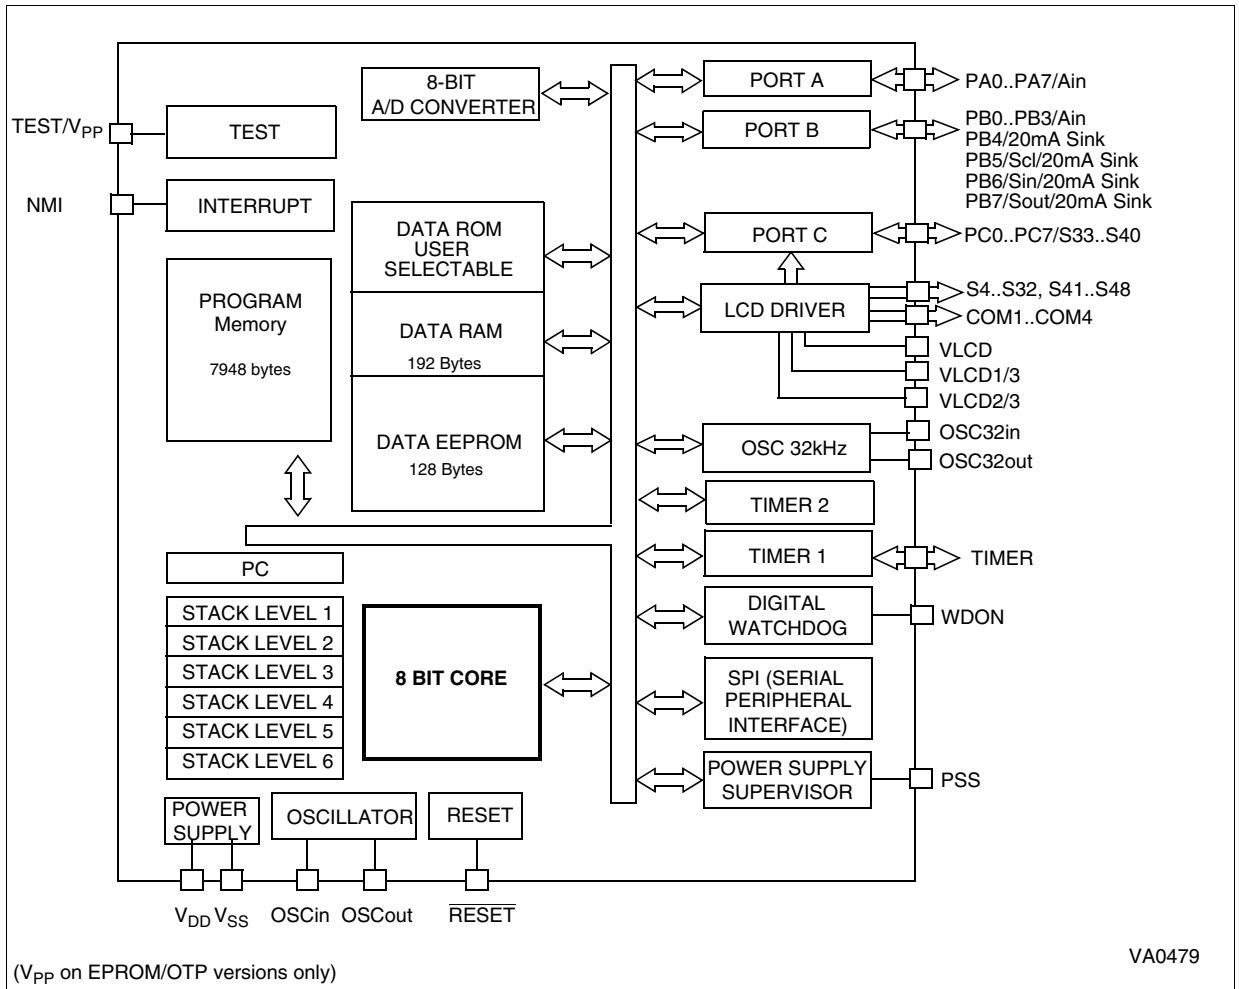 8-BIT
A/D CONVERTER
PORT A
PA0..PA7/Ain
TEST/VPP
TEST
PORT B
PB0..PB3/Ain
PB4/20mA Sink
PB5/Scl/20mA Sink
PB6/Sin/20mA Sink
PB7/Sout/20mA Sink
NMI
INTERRUPT
DATA ROM
USER
SELECTABLE
PORT C
PC0..PC7/S33..S40
PROGRAM
Memory
7948 bytes
DATA RAM
192 Bytes
LCD DRIVER
S4..S32, S41..S48
COM1..COM4
VLCD
VLCD1/3
VLCD2/3
DATA EEPROM
128 Bytes
OSC 32kHz
OSC32in
OSC32out
TIMER 2
TIMER 1
TIMER
PC
STACK LEVEL 1
STACK LEVEL 2
STACK LEVEL 3
STACK LEVEL 4
STACK LEVEL 5
STACK LEVEL 6
8 BIT CORE
DIGITAL
WATCHDOG
WDON
SPI (SERIAL
PERIPHERAL
INTERFACE)
POWER SUPPLY
SUPERVISOR
PSS
POWER
SUPPLY
OSCILLATOR
RESET
VDD VSS
OSCin
OSCout
RESET
VA0479
(VPP on EPROM/OTP versions only)